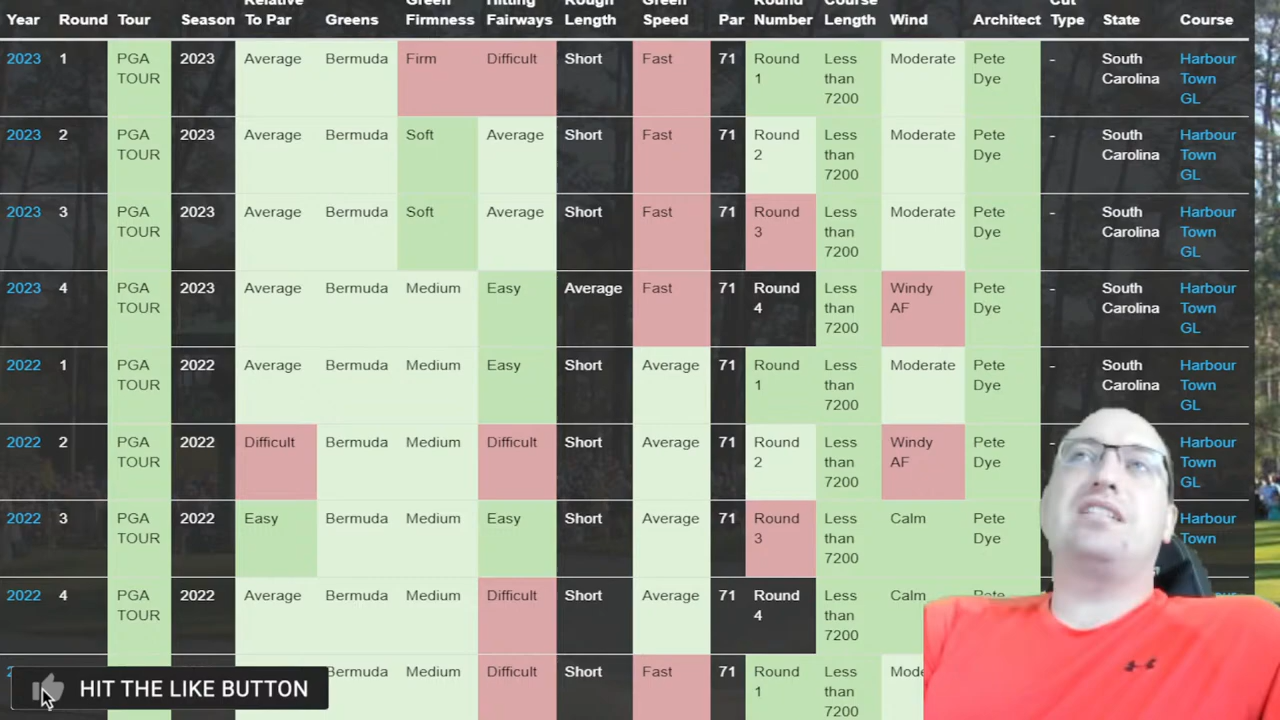 Relative Green Hitting Rough Green Round Course Cut
Year Round Tour Season To Par Greens Firmness Fairways Length Speed Par Number Length Wind Architect Type State Course
2023 1 PGA 2023 Average Bermuda Firm Difficult Short Fast 71 Round Less Moderate Pete - South Harbour
TOUR 1 than Dye Carolina Town
7200 GL
2023 2 PGA 2023 Average Bermuda Soft Average Short Fast 71 Round Less Moderate Pete - South Harbour
TOUR 2 than Dye Carolina Town
7200 GL
2023 3 PGA 2023 Average Bermuda Soft Average Short Fast 71 Round Less Moderate Pete - South Harbour
TOUR 3 than Dye Carolina Town
7200 GL
2023 4 PGA 2023 Average Bermuda Medium Easy Average Fast 71 Round Less Windy Pete - South Harbour
TOUR 4 than AF Dye Carolina Town
7200 GL
2022 1 PGA 2022 Average Bermuda Medium Easy Short Average 71 Round Less Moderate Pete - South Harbour
TOUR 1 than Dye Carolina Town
7200 GL
2022 2 PGA 2022 Difficult Bermuda Medium Difficult Short Average 71 Round Less Windy Pete - South Harbour
TOUR 2 than AF Dye Town
7200 GL
2022 3 PGA 2022 Easy Bermuda Medium Easy Short Average 71 Round Less Calm Pete Harbour
TOUR 3 than Dye Town
7200
2022 4 PGA 2022 Average Bermuda Medium Difficult Short Average 71 Round Less Calm Pete
TOUR 4 than
7200
Bermuda Medium Difficult Short Fast 71 Round Less
1 than
7200
HIT THE LIKE BUTTON